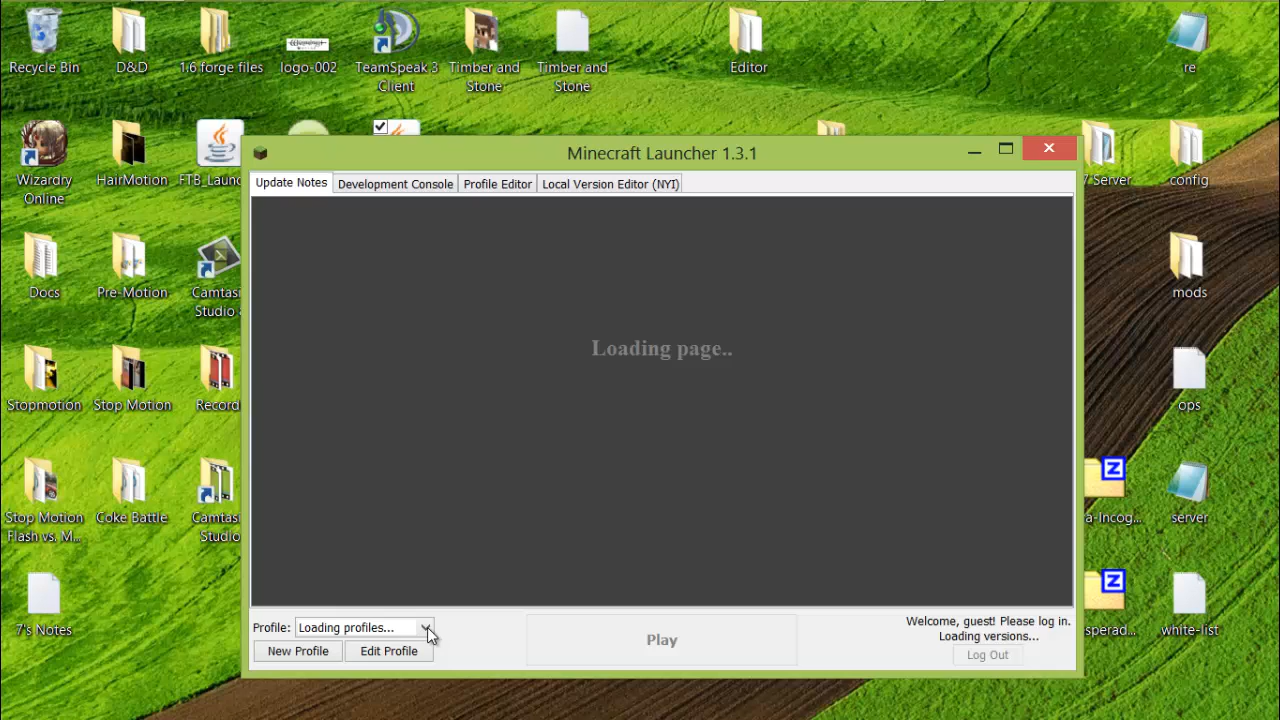 Recycle Bin
D&D
1.6 forge files
logo-002
TeamSpeak 3
Client
Timber and
Stone
Timber and
Stone
Editor
re
Wizardry
Online
HairMotion
Minecraft Launcher 1.3.1
Update Notes
Development Console
Profile Editor
Local Version Editor (NYI)
7 Server
config
Docs
Pre-Motion
Studio
mods
Loading page..
Stopmotion
Stop Motion
Record
ops
Stop Motion
Flash vs. M...
Coke Battle
Studio
server
7's Notes
white-list
Profile:
Loading profiles...
New Profile
Edit Profile
Play
Welcome, guest! Please log in.
Loading versions...
Log Out